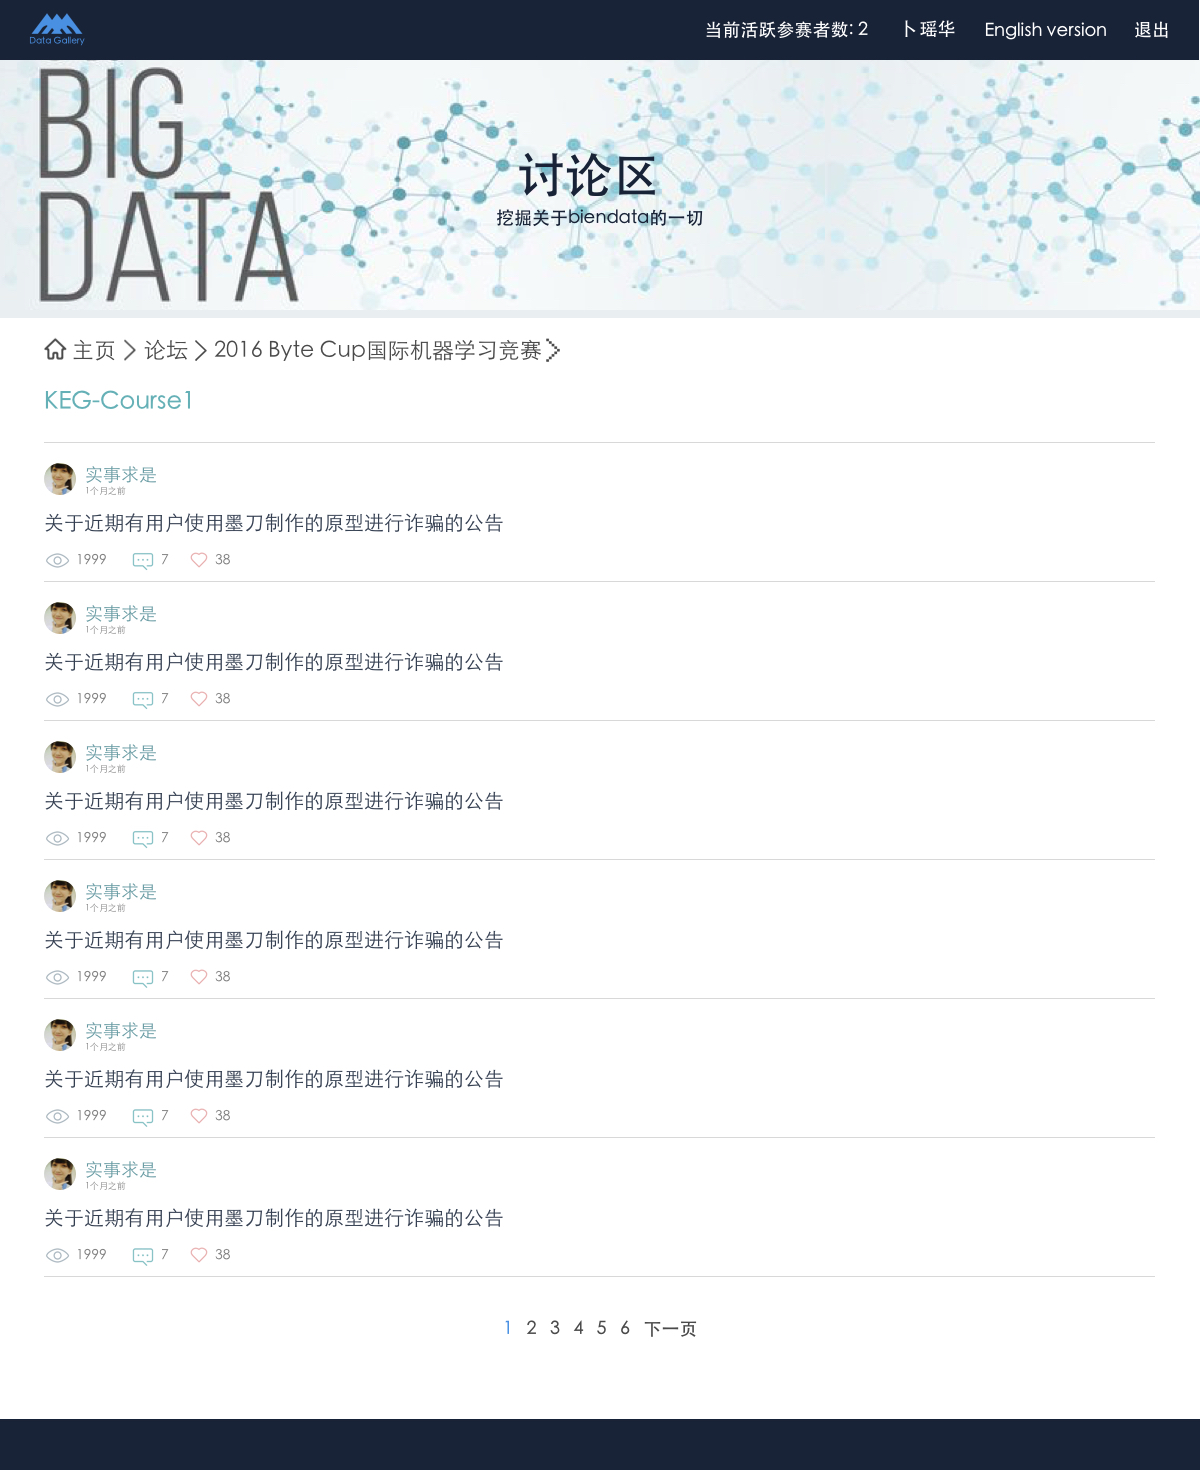 Data Gallery
当前活跃参赛者数: 2 卜瑶华 English version 退出
BIG
DATA
讨论区
挖掘关于biendata的一切
主页 论坛 2016 Byte Cup国际机器学习竞赛
KEG-Course1
实事求是
1个月之前
关于近期有用户使用墨刀制作的原型进行诈骗的公告
1999 7 38
实事求是
1个月之前
关于近期有用户使用墨刀制作的原型进行诈骗的公告
1999 7 38
实事求是
1个月之前
关于近期有用户使用墨刀制作的原型进行诈骗的公告
1999 7 38
实事求是
1个月之前
关于近期有用户使用墨刀制作的原型进行诈骗的公告
1999 7 38
实事求是
1个月之前
关于近期有用户使用墨刀制作的原型进行诈骗的公告
1999 7 38
实事求是
1个月之前
关于近期有用户使用墨刀制作的原型进行诈骗的公告
1999 7 38
1 2 3 4 5 6 下一页